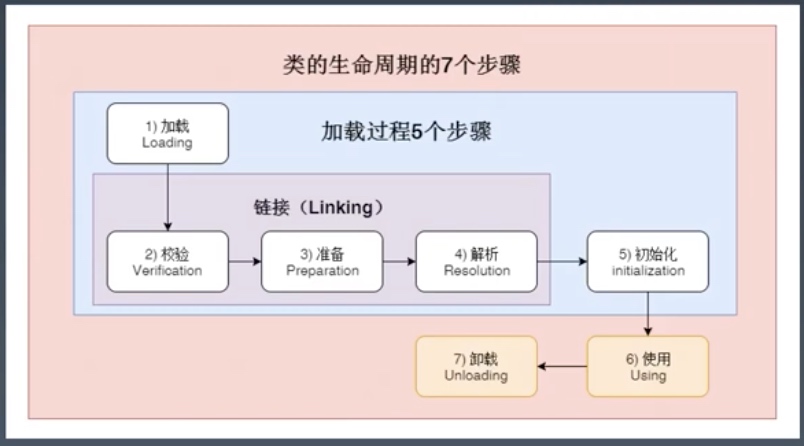 类的生命周期的7个步骤
加载过程5个步骤
1) 加载
Loading
链接（Linking）
2) 校验
Verification
3) 准备
Preparation
4) 解析
Resolution
5) 初始化
initialization
6) 使用
Using
7) 卸载
Unloading